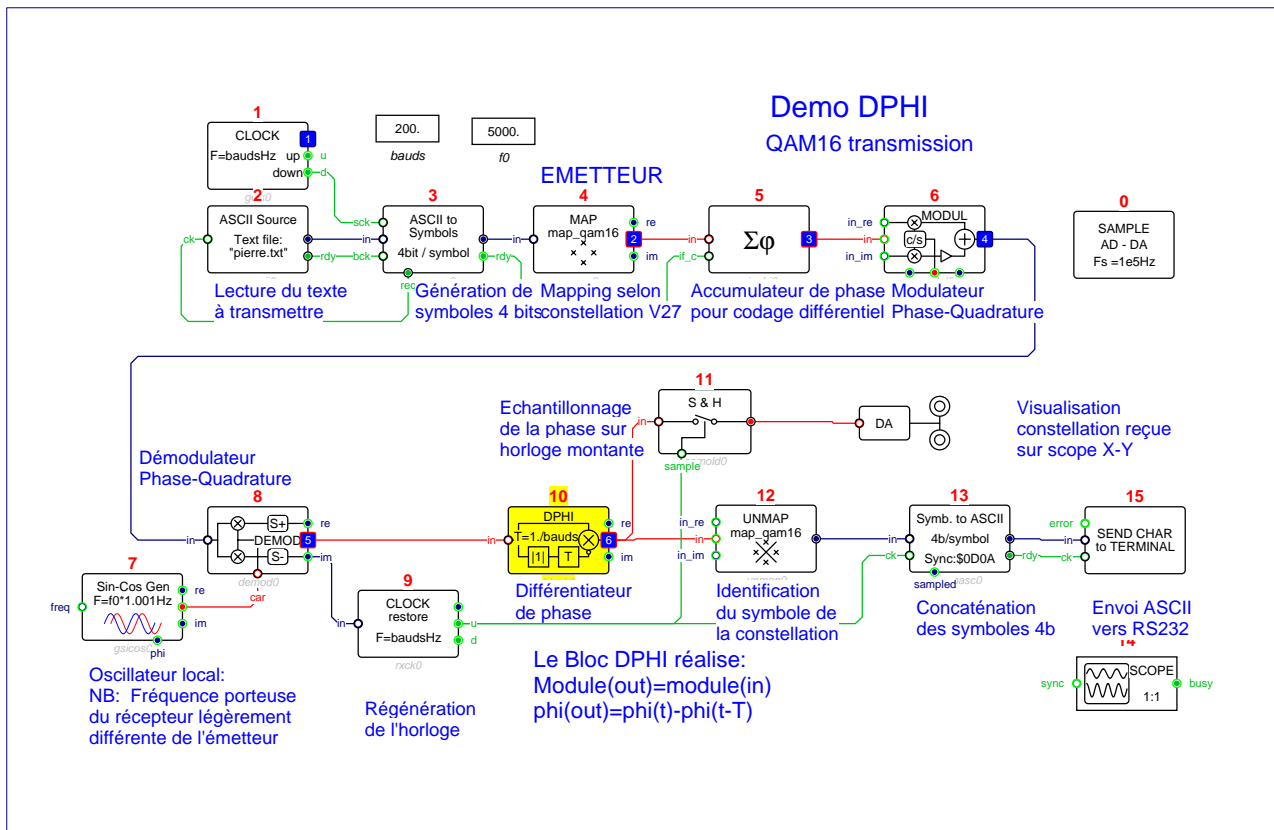 Demo DPHI
QAM16 transmission
1
CLOCK
F=baudsHz
up
down
1
u
d
200.
bauds
5000.
f0
EMETTEUR
2
ASCII Source
Text file:
"pierre.txt"
ck
rdy
Lecture du texte
à transmettre
3
ASCII to
Symbols
4bit / symbol
sck
in
bck
rec
rdy
Génération de
symboles 4 bits
4
MAP
map_qam16
in
re
2
im
Mapping selon
constellation V27
5
Σφ
in
if_c
3
Accumulateur de phase
pour codage différentiel
6
MODUL
c/s
in_re
in
in_im
4
Modulateur
Phase-Quadrature
0
SAMPLE
AD - DA
Fs =1e5Hz
11
S & H
in
sample
DA
Echantillonnage
de la phase sur
horloge montante
Visualisation
constellation reçue
sur scope X-Y
Démodulateur
Phase-Quadrature
8
S+
DEMOD
S-
in
re
5
im
car
demod0
7
Sin-Cos Gen
F=f0*1.001Hz
freq
re
im
phi
gsicos0
Oscillateur local:
NB: Fréquence porteuse
du récepteur légèrement
différente de l'émetteur
9
CLOCK
restore
F=baudsHz
in
u
d
rxck0
Régénération
de l'horloge
10
DPHI
T=1./bauds
|1|
T
in
re
6
im
Différentiateur
de phase
12
UNMAP
map_qam16
in_re
in
in_im
Identification
du symbole de
la constellation
13
Symb. to ASCII
4b/symbol
Sync:$0D0A
in
ck
rdy
sampled
Concaténation
des symboles 4b
15
SEND CHAR
to TERMINAL
error
in
ck
Envoi ASCII
vers RS232
14
SCOPE
1:1
sync
busy
Le Bloc DPHI réalise:
Module(out)=module(in)
phi(out)=phi(t)-phi(t-T)